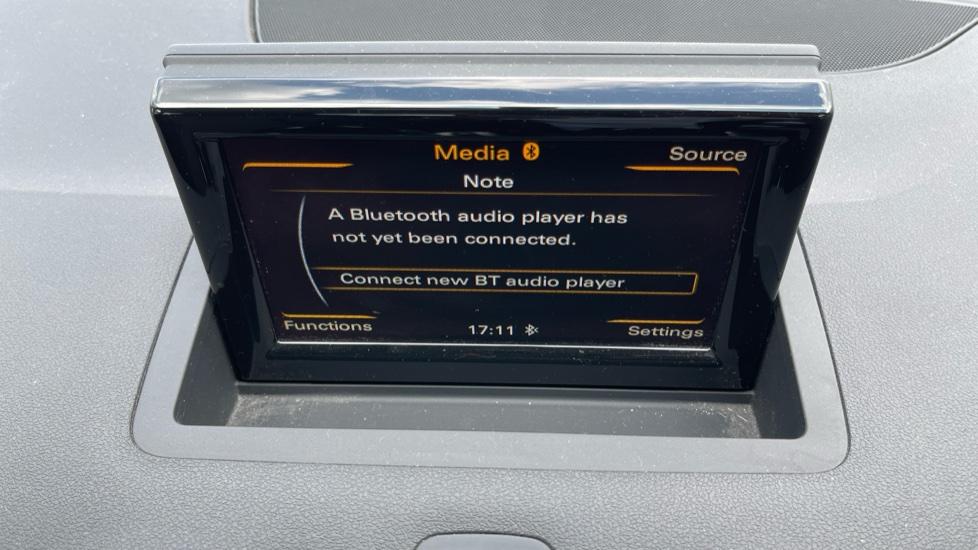 Media
Source
Note
A Bluetooth audio player has
not yet been connected.
Connect new BT audio player
Functions
17:11
Settings